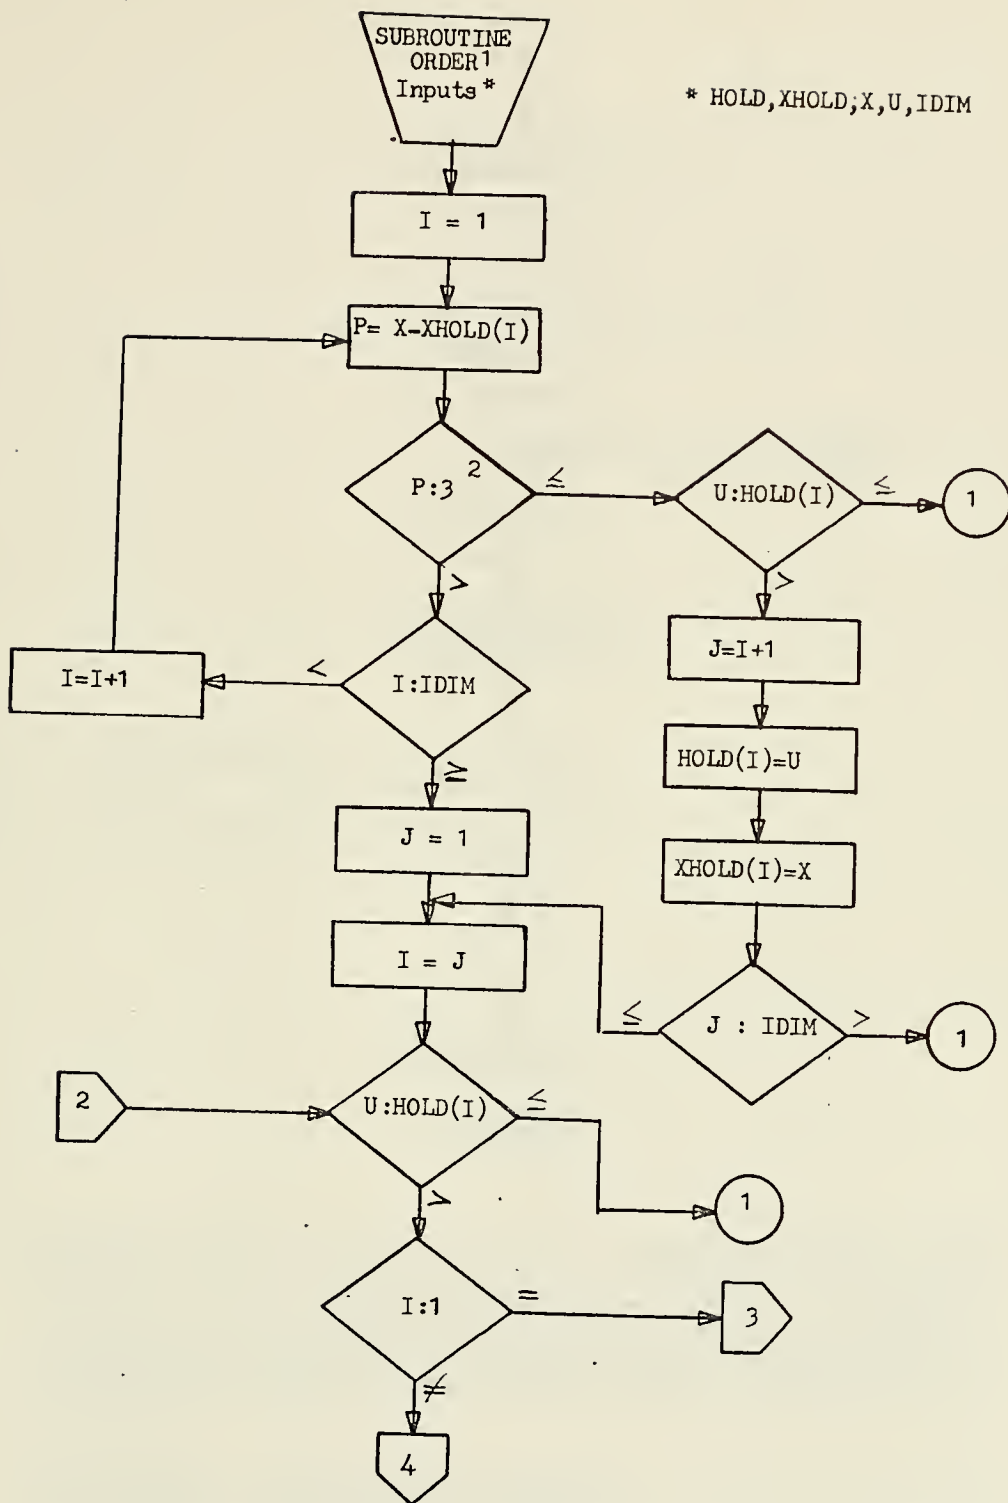 SUBROUTINE
ORDER1
Inputs*
* HOLD,XHOLD;X,U,IDIM
I = 1
P= X-XHOLD(I)
P:3 2
≤
U:HOLD(I)
≤
1
>
>
J=I+1
I=I+1
<
I:IDIM
≥
HOLD(I)=U
J = 1
XHOLD(I)=X
I = J
≤
J : IDIM
>
1
2
U:HOLD(I)
≤
>
1
I:1
=
3
≠
4